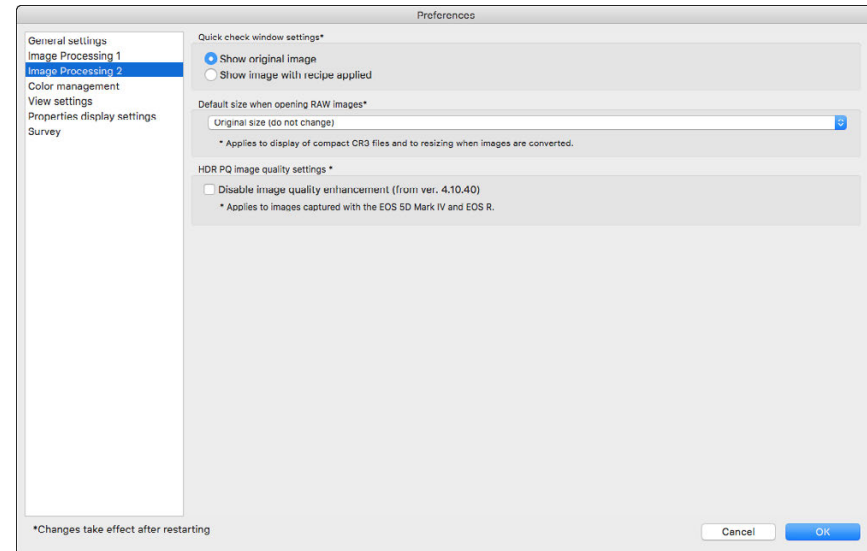 Preferences
General settings
Image Processing 1
Image Processing 2
Color management
View settings
Properties display settings
Survey
Quick check window settings*
Show original image
Show image with recipe applied
Default size when opening RAW images*
Original size (do not change)
* Applies to display of compact CR3 files and to resizing when images are converted.
HDR PQ image quality settings *
Disable image quality enhancement (from ver. 4.10.40)
* Applies to images captured with the EOS 5D Mark IV and EOS R.
*Changes take effect after restarting
Cancel
OK